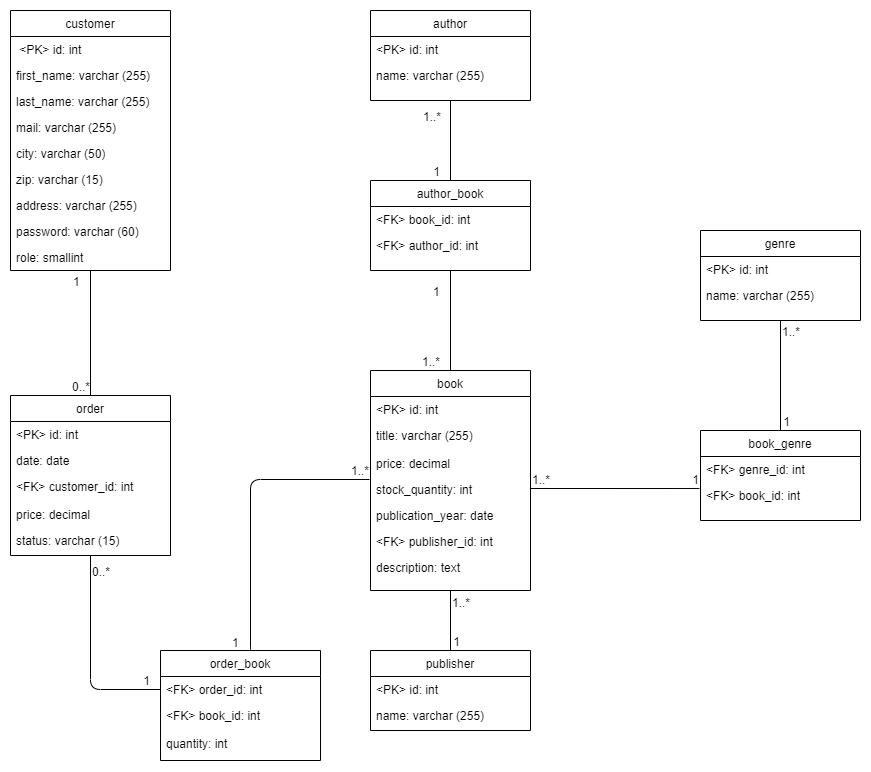 customer
<PK> id: int
first_name: varchar (255)
last_name: varchar (255)
mail: varchar (255)
city: varchar (50)
zip: varchar (15)
address: varchar (255)
password: varchar (60)
role: smallint
1
0..*
order
<PK> id: int
date: date
<FK> customer_id: int
price: decimal
status: varchar (15)
0..*
1
order_book
<FK> order_id: int
<FK> book_id: int
quantity: int
1
1..*
author
<PK> id: int
name: varchar (255)
1..*
1
author_book
<FK> book_id: int
<FK> author_id: int
1
1..*
book
<PK> id: int
title: varchar (255)
price: decimal
stock_quantity: int
publication_year: date
<FK> publisher_id: int
description: text
1..*
1
publisher
<PK> id: int
name: varchar (255)
1..*
1
genre
<PK> id: int
name: varchar (255)
1..*
1
book_genre
<FK> genre_id: int
<FK> book_id: int